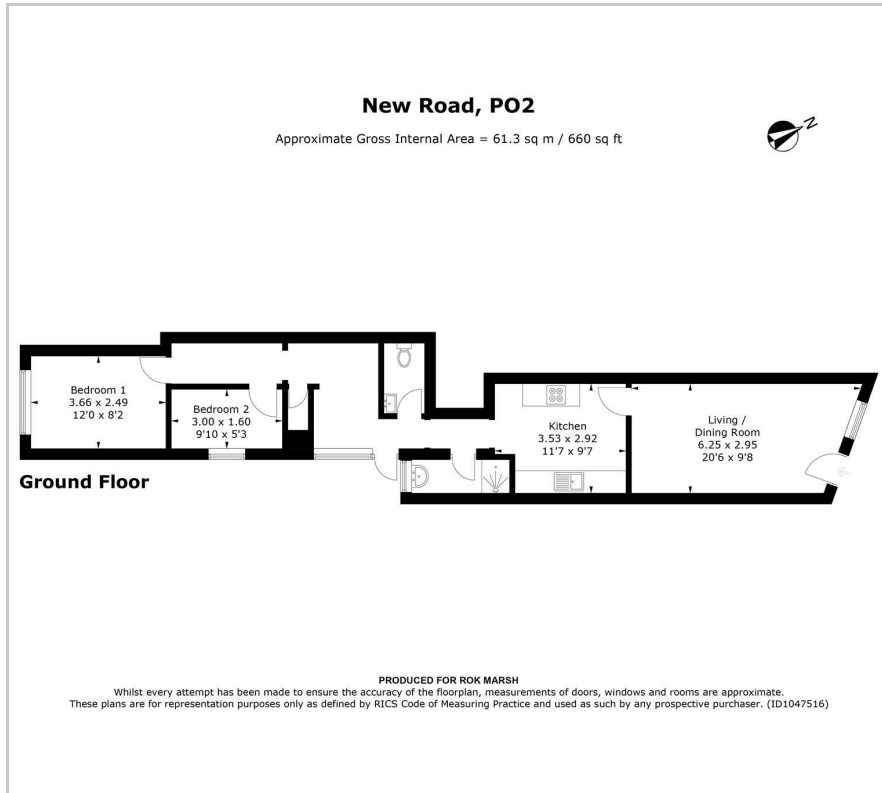 New Road, PO2
Approximate Gross Internal Area = 61.3 sq m / 660 sq ft
N
Bedroom 1
3.66 x 2.49
12'0 x 8'2
Bedroom 2
3.00 x 1.60
9'10 x 5'3
Kitchen
3.53 x 2.92
11'7 x 9'7
Living /
Dining Room
6.25 x 2.95
20'6 x 9'8
Ground Floor
PRODUCED FOR ROK MARSH
Whilst every attempt has been made to ensure the accuracy of the floorplan, measurements of doors, windows and rooms are approximate.
These plans are for representation purposes only as defined by RICS Code of Measuring Practice and used as such by any prospective purchaser. (ID1047516)